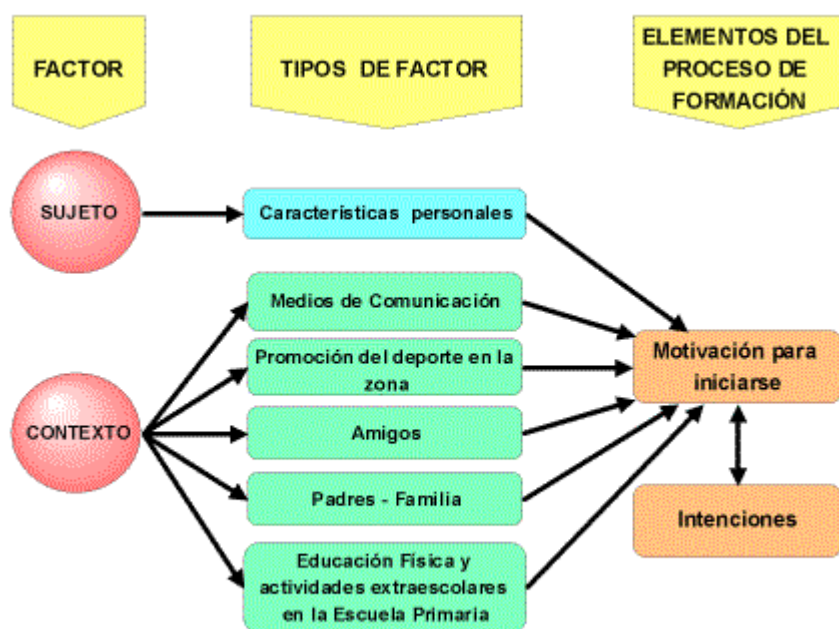 FACTOR
TIPOS DE FACTOR
ELEMENTOS DEL
PROCESO DE
FORMACIÓN
SUJETO
Características personales
Medios de Comunicación
Promoción del deporte en la
zona
Motivación para
iniciarse
CONTEXTO
Amigos
Padres - Familia
Intenciones
Educación Física y
actividades extraescolares
en la Escuela Primaria